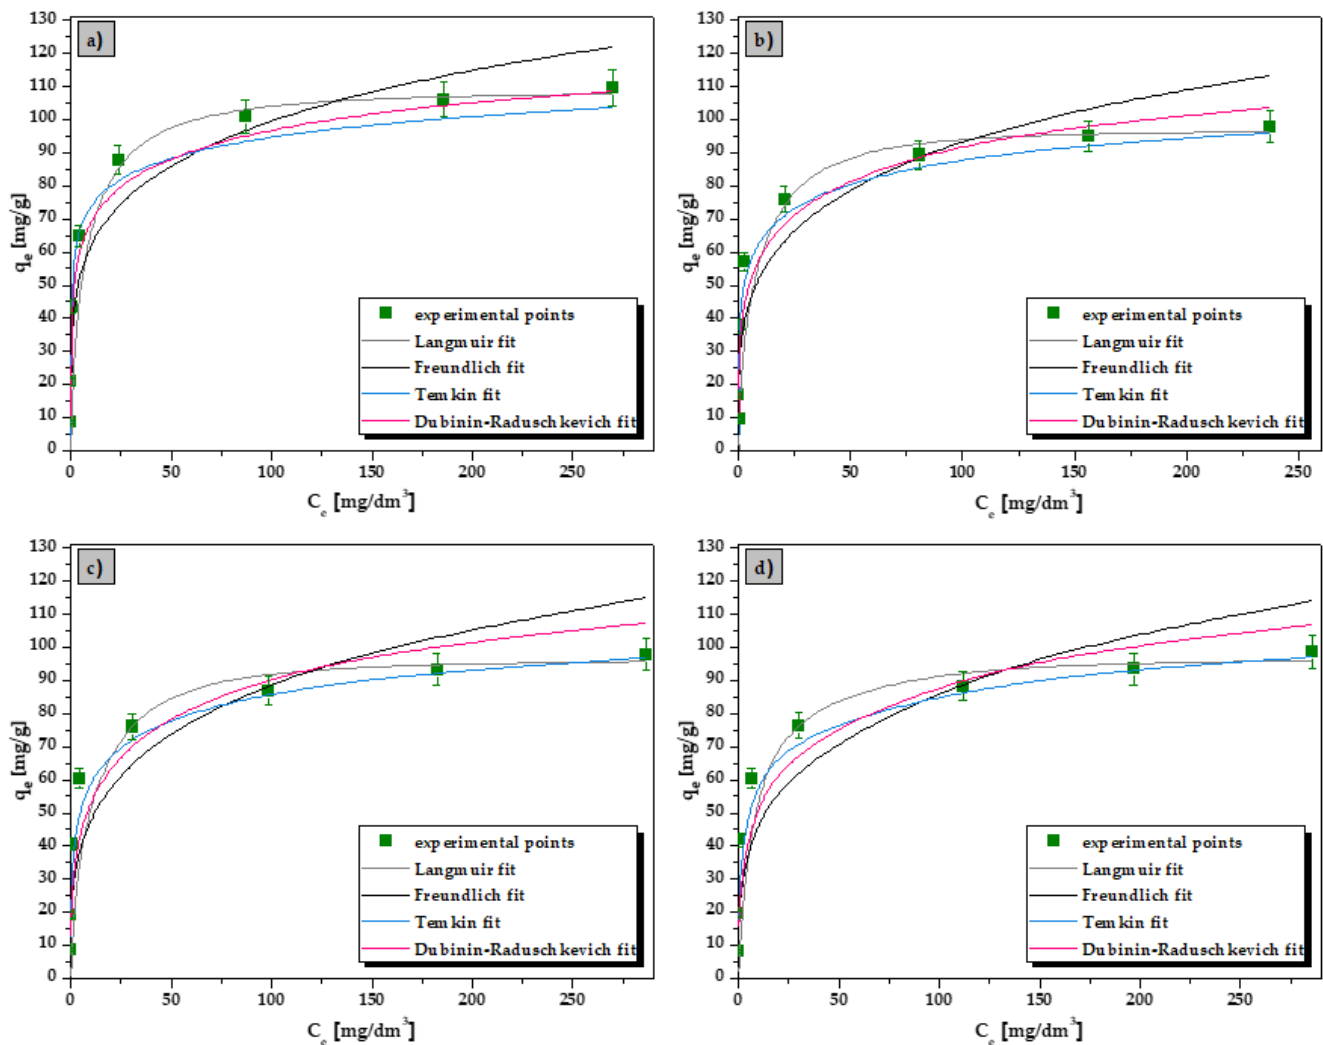 a)
130
120
110
100
90
80
70
60
50
40
30
20
10
0
qe [mg/g]
experimental points
Langmuir fit
Freundlich fit
Temkin fit
Dubinin-Raduschkevich fit
0 50 100 150 200 250
Ce [mg/dm³]
b)
130
120
110
100
90
80
70
60
50
40
30
20
10
0
qe [mg/g]
experimental points
Langmuir fit
Freundlich fit
Temkin fit
Dubinin-Raduschkevich fit
0 50 100 150 200 250
Ce [mg/dm³]
c)
130
120
110
100
90
80
70
60
50
40
30
20
10
0
qe [mg/g]
experimental points
Langmuir fit
Freundlich fit
Temkin fit
Dubinin-Raduschkevich fit
0 50 100 150 200 250
Ce [mg/dm³]
d)
130
120
110
100
90
80
70
60
50
40
30
20
10
0
qe [mg/g]
experimental points
Langmuir fit
Freundlich fit
Temkin fit
Dubinin-Raduschkevich fit
0 50 100 150 200 250
Ce [mg/dm³]